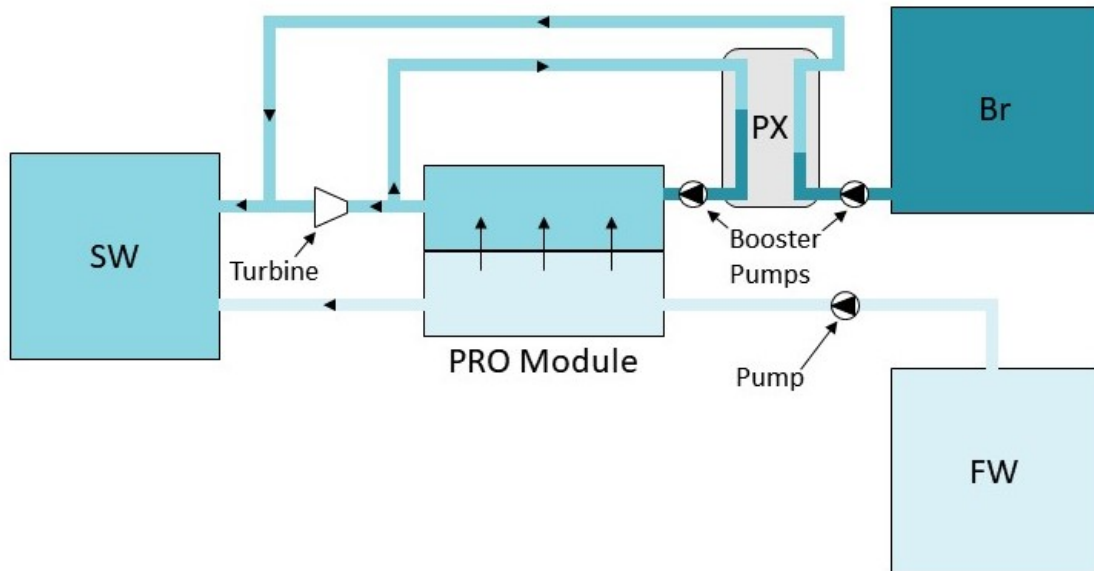 PX
Br
SW
Turbine
Booster
Pumps
PRO Module
Pump
FW